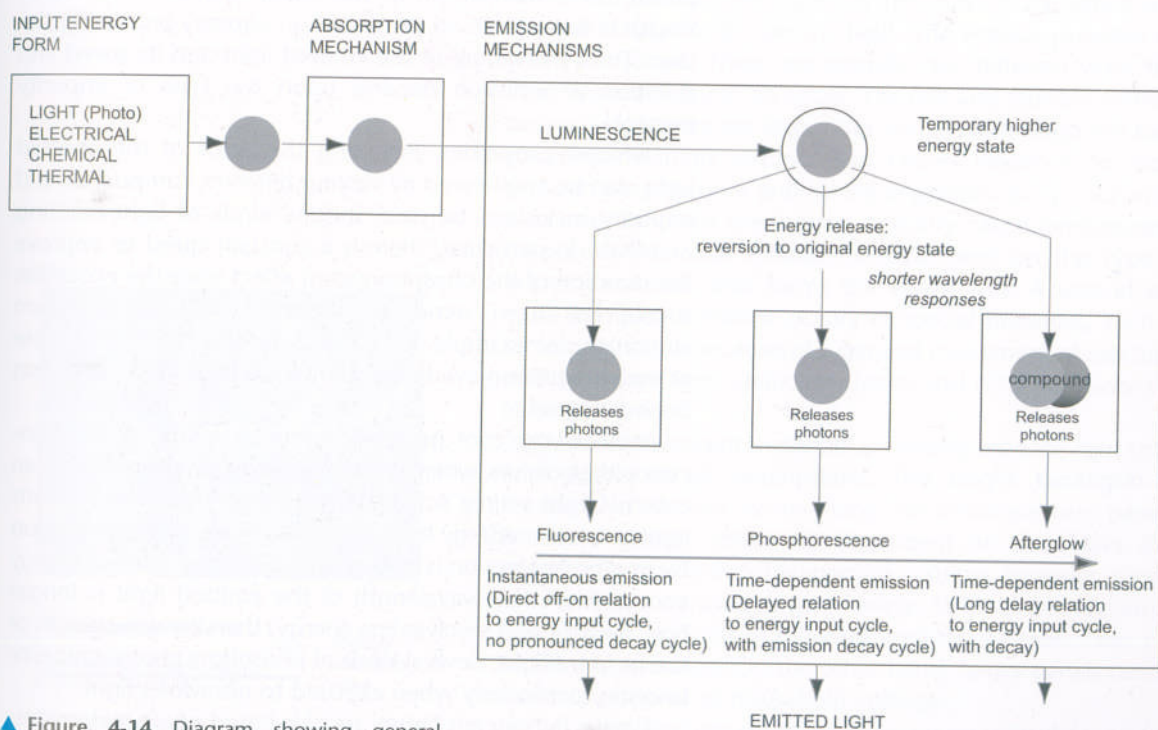 INPUT ENERGY
FORM
ABSORPTION
MECHANISM
EMISSION
MECHANISMS
LIGHT (Photo)
ELECTRICAL
CHEMICAL
THERMAL
LUMINESCENCE
Temporary higher
energy state
Energy release:
reversion to original energy state
shorter wavelength
responses
Releases
photons
Releases
photons
compound
Releases
photons
Fluorescence
Phosphorescence
Afterglow
Instantaneous emission
(Direct off-on relation
to energy input cycle,
no pronounced decay cycle)
Time-dependent emission
(Delayed relation
to energy input cycle,
with emission decay cycle)
Time-dependent emission
(Long delay relation
to energy input cycle,
with decay)
EMITTED LIGHT
▲ Figure 4-14 Diagram showing general